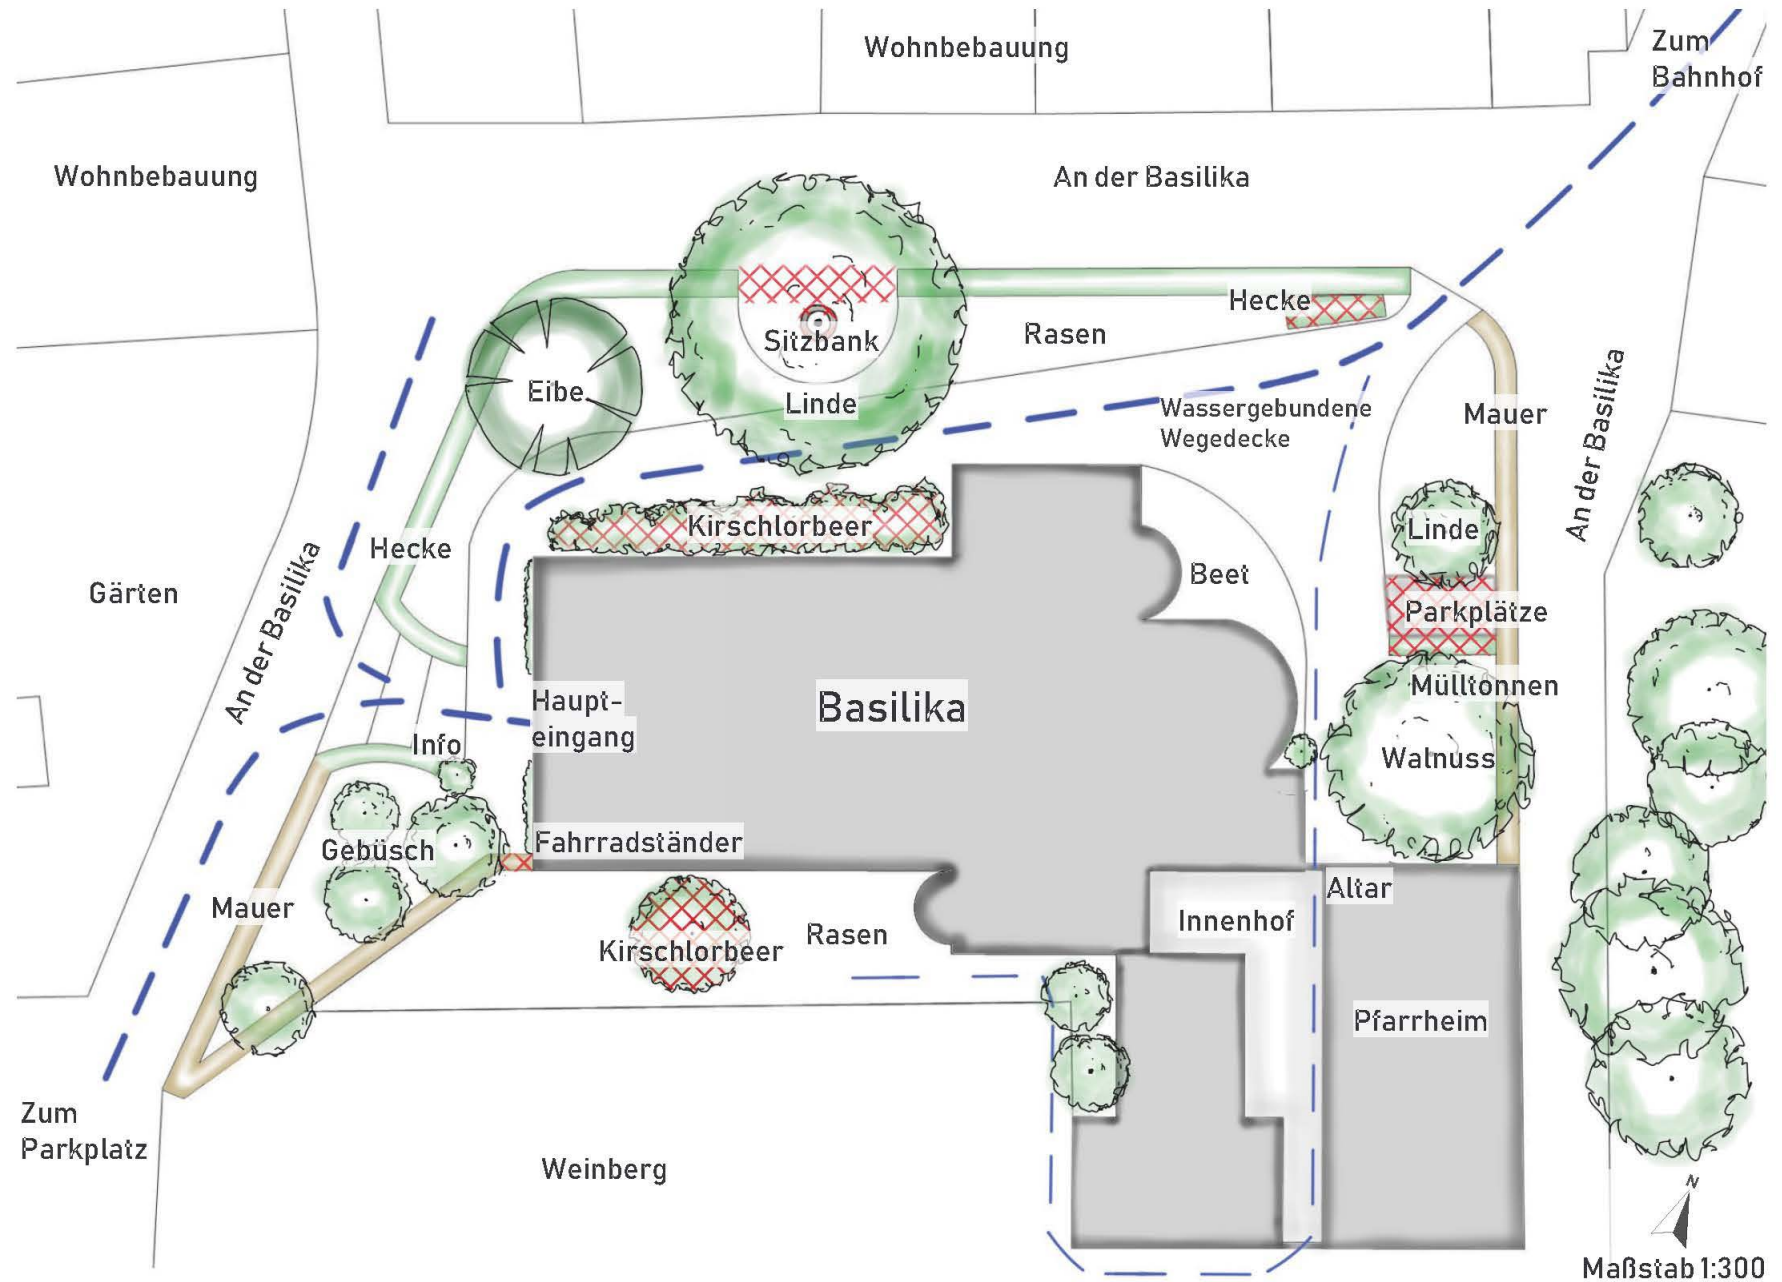 Wohnbebauung
Zum
Bahnhof
Wohnbebauung
An der Basilika
Hecke
Rasen
Sitzbank
Eibe
Linde
Wassergebundene
Wegedecke
Mauer
An der Basilika
Kirschlorbeer
Linde
Hecke
Beet
Gärten
Parkplätze
An der Basilika
Mülltonnen
Haupt-
eingang
Basilika
Info
Walnuss
Fahrradständer
Gebüsch
Altar
Mauer
Innenhof
Rasen
Kirschlorbeer
Pfarrheim
Zum
Parkplatz
Weinberg
N
Maßstab 1:300